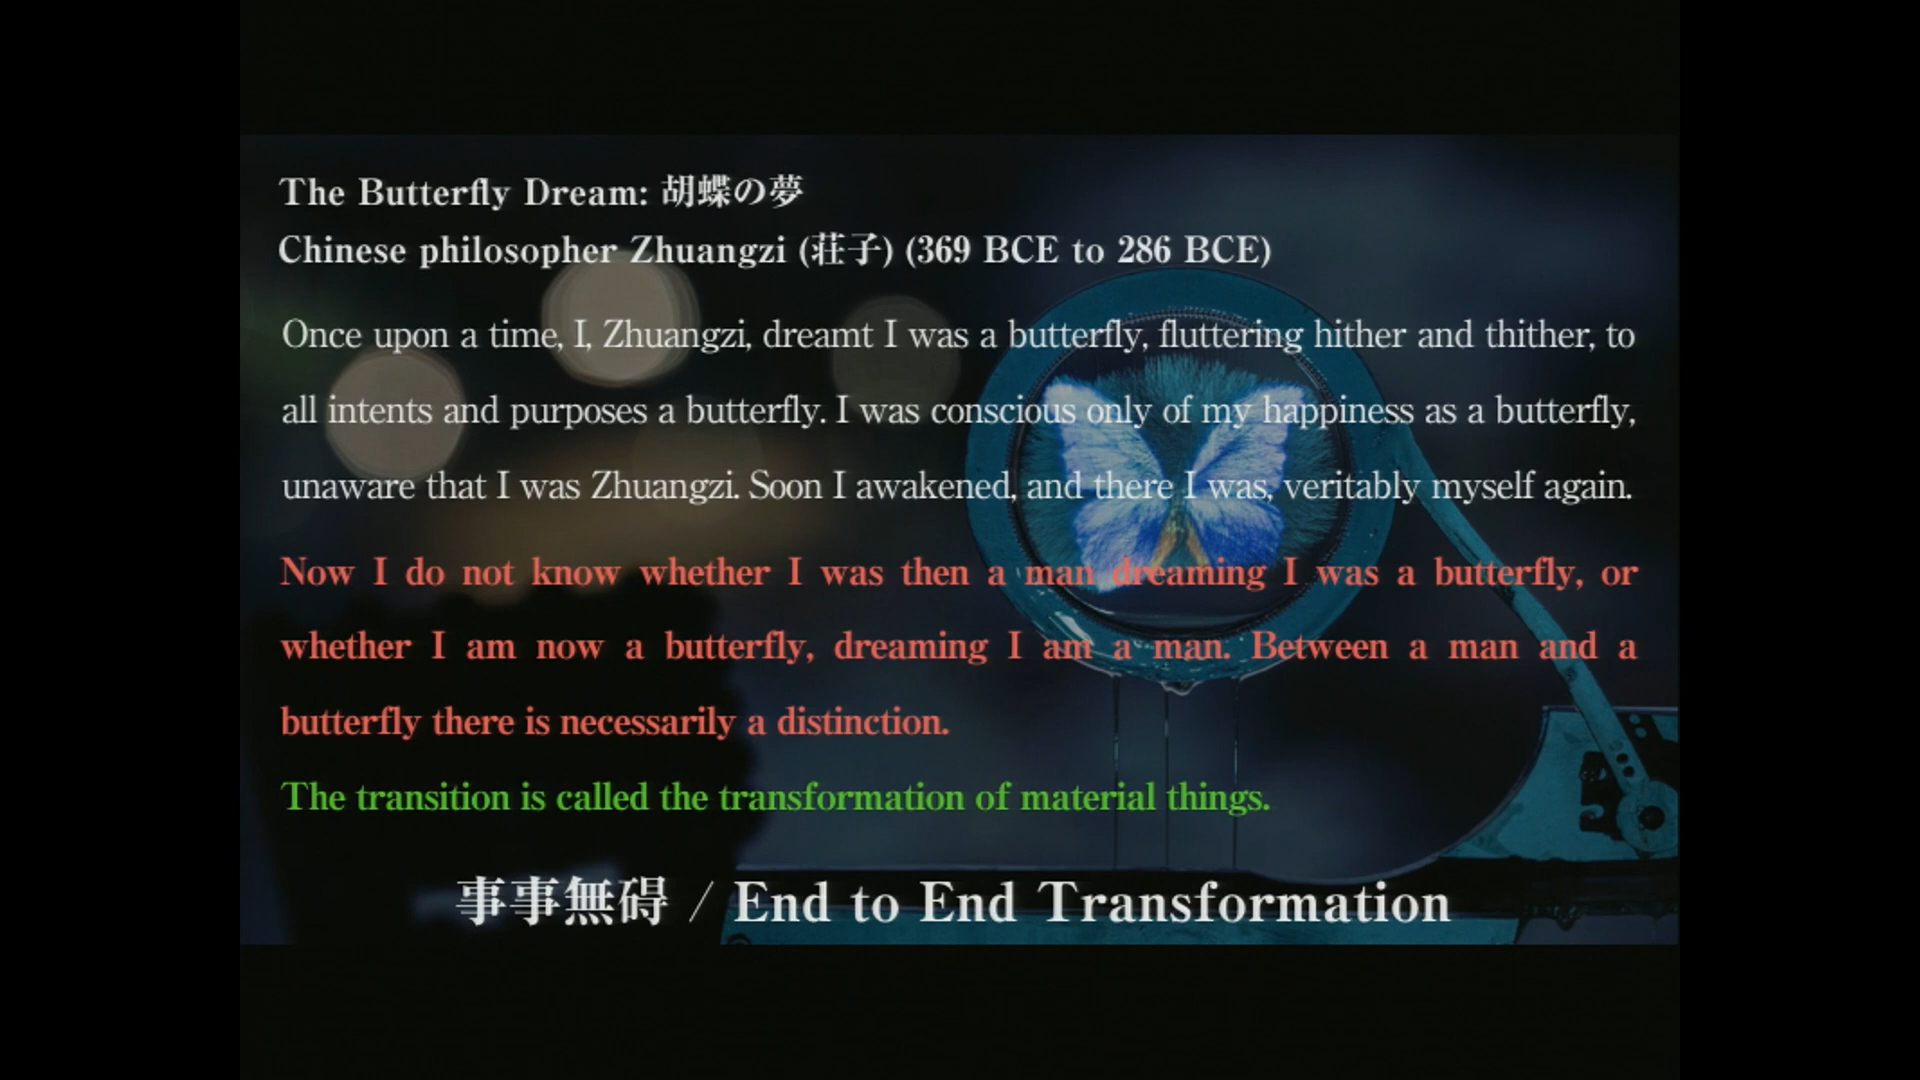 The Butterfly Dream: 胡蝶の夢
Chinese philosopher Zhuangzi (荘子) (369 BCE to 286 BCE)
Once upon a time, I, Zhuangzi, dreamt I was a butterfly, fluttering hither and thither, to
all intents and purposes a butterfly. I was conscious only of my happiness as a butterfly,
unaware that I was Zhuangzi. Soon I awakened, and there I was, veritably myself again.
Now I do not know whether I was then a man dreaming I was a butterfly, or
whether I am now a butterfly, dreaming I am a man. Between a man and a
butterfly there is necessarily a distinction.
The transition is called the transformation of material things.
事事無碍 / End to End Transformation